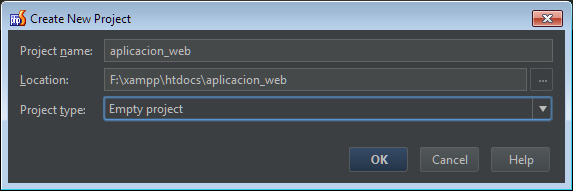 Create New Project
Project name: aplicacion_web
Location: F:\xampp\htdocs\aplicacion_web ...
Project type: Empty project
OK Cancel Help